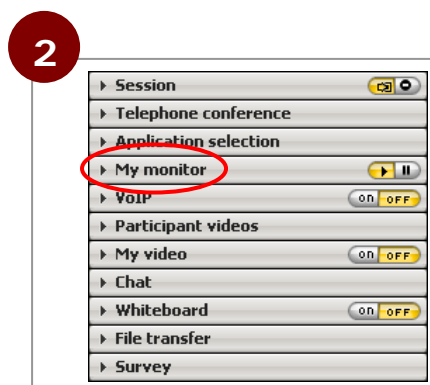 2
Session
Telephone conference
Application selection
My monitor
VoIP on OFF
Participant videos
My video on OFF
Chat
Whiteboard on OFF
File transfer
Survey